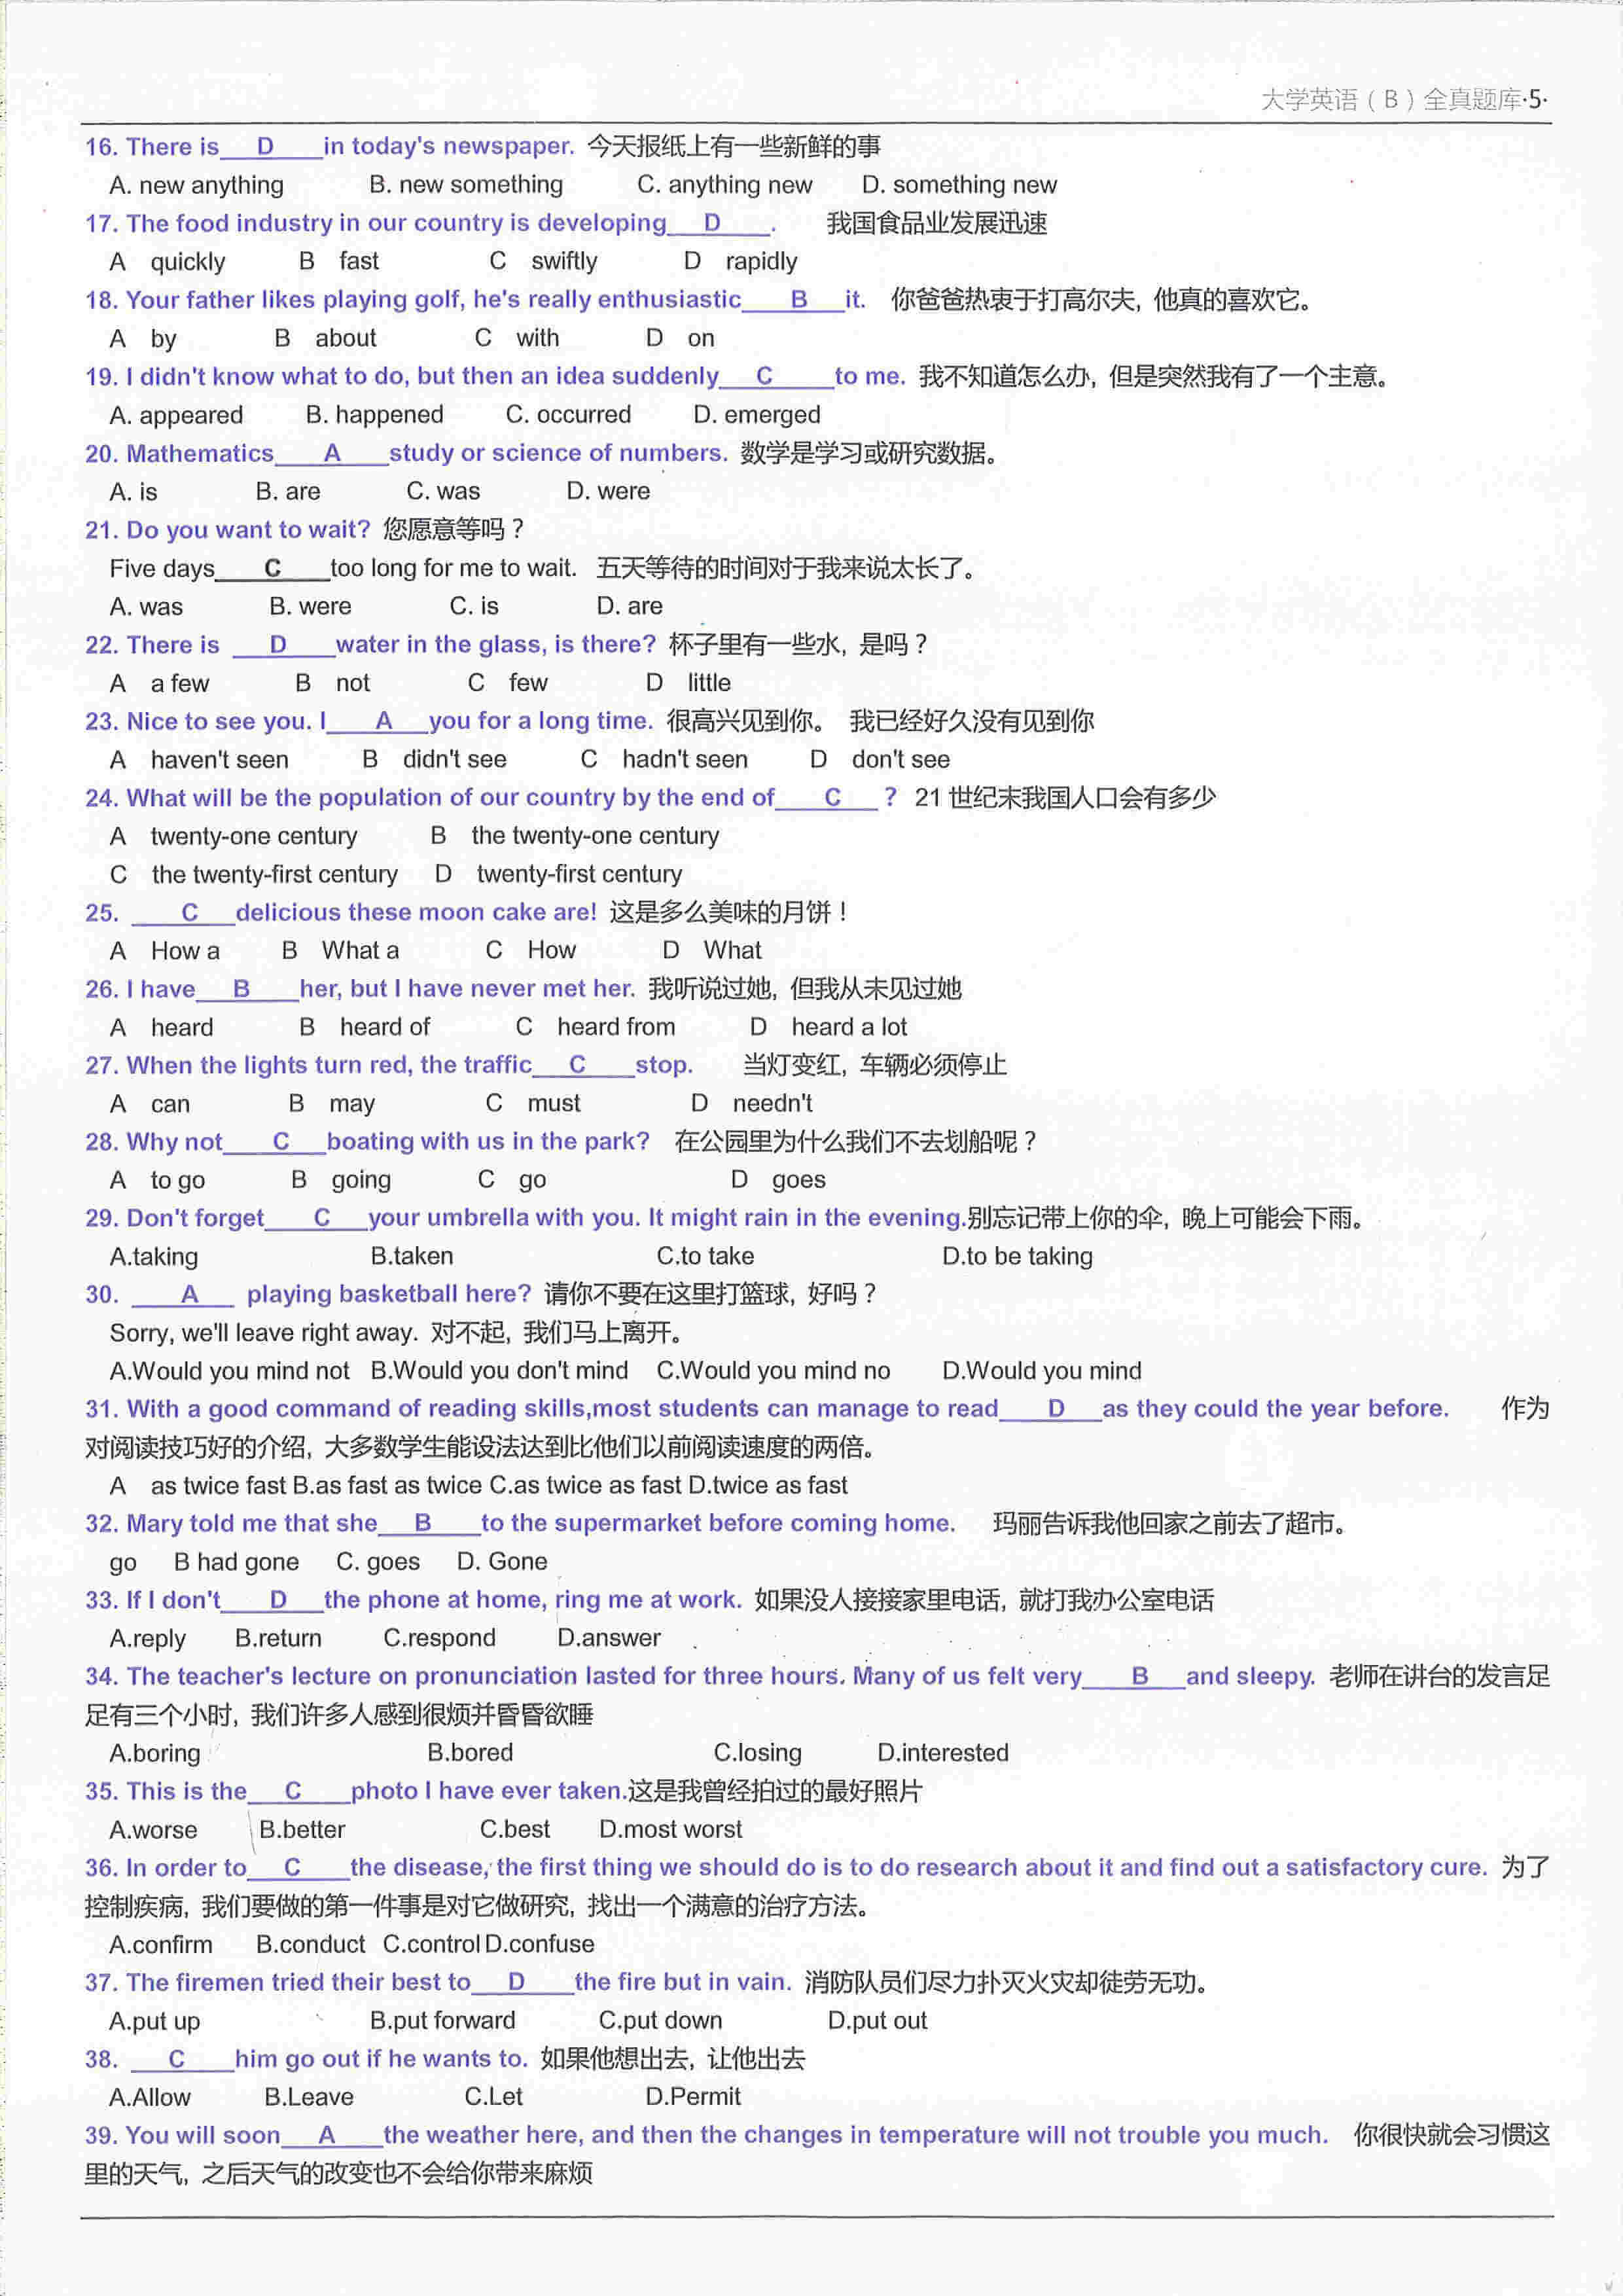 大学英语（B）全真题库·5·
16. There is___D___in today's newspaper. 今天报纸上有一些新鲜的事
A. new anything B. new something C. anything new D. something new
17. The food industry in our country is developing___D___. 我国食品业发展迅速
A quickly B fast C swiftly D rapidly
18. Your father likes playing golf, he's really enthusiastic___B___it. 你爸爸热衷于打高尔夫, 他真的喜欢它。
A by B about C with D on
19. I didn't know what to do, but then an idea suddenly___C___to me. 我不知道怎么办, 但是突然我有了一个主意。
A. appeared B. happened C. occurred D. emerged
20. Mathematics___A___study or science of numbers. 数学是学习或研究数据。
A. is B. are C. was D. were
21. Do you want to wait? 您愿意等吗？
Five days___C___too long for me to wait. 五天等待的时间对于我来说太长了。
A. was B. were C. is D. are
22. There is ___D___water in the glass, is there? 杯子里有一些水, 是吗？
A a few B not C few D little
23. Nice to see you. I___A___you for a long time. 很高兴见到你。 我已经好久没有见到你
A haven't seen B didn't see C hadn't seen D don't see
24. What will be the population of our country by the end of___C___? 21 世纪末我国人口会有多少
A twenty-one century B the twenty-one century
C the twenty-first century D twenty-first century
25. ___C___delicious these moon cake are! 这是多么美味的月饼！
A How a B What a C How D What
26. I have___B___her, but I have never met her. 我听说过她, 但我从未见过她
A heard B heard of C heard from D heard a lot
27. When the lights turn red, the traffic___C___stop. 当灯变红, 车辆必须停止
A can B may C must D needn't
28. Why not___C___boating with us in the park? 在公园里为什么我们不去划船呢？
A to go B going C go D goes
29. Don't forget___C___your umbrella with you. It might rain in the evening.别忘记带上你的伞, 晚上可能会下雨。
A.taking B.taken C.to take D.to be taking
30. ___A___ playing basketball here? 请你不要在这里打篮球, 好吗？
Sorry, we'll leave right away. 对不起, 我们马上离开。
A.Would you mind not B.Would you don't mind C.Would you mind no D.Would you mind
31. With a good command of reading skills,most students can manage to read___D___as they could the year before. 作为
对阅读技巧好的介绍, 大多数学生能设法达到比他们以前阅读速度的两倍。
A as twice fast B.as fast as twice C.as twice as fast D.twice as fast
32. Mary told me that she___B___to the supermarket before coming home. 玛丽告诉我他回家之前去了超市。
go B had gone C. goes D. Gone
33. If I don't___D___the phone at home, ring me at work. 如果没人接接家里电话, 就打我办公室电话
A.reply B.return C.respond D.answer
34. The teacher's lecture on pronunciation lasted for three hours. Many of us felt very___B___and sleepy. 老师在讲台的发言足
足有三个小时, 我们许多人感到很烦并昏昏欲睡
A.boring B.bored C.losing D.interested
35. This is the___C___photo I have ever taken.这是我曾经拍过的最好照片
A.worse B.better C.best D.most worst
36. In order to___C___the disease, the first thing we should do is to do research about it and find out a satisfactory cure. 为了
控制疾病, 我们要做的第一件事是对它做研究, 找出一个满意的治疗方法。
A.confirm B.conduct C.control D.confuse
37. The firemen tried their best to___D___the fire but in vain. 消防队员们尽力扑灭火灾却徒劳无功。
A.put up B.put forward C.put down D.put out
38. ___C___him go out if he wants to. 如果他想出去, 让他出去
A.Allow B.Leave C.Let D.Permit
39. You will soon___A___the weather here, and then the changes in temperature will not trouble you much. 你很快就会习惯这
里的天气, 之后天气的改变也不会给你带来麻烦